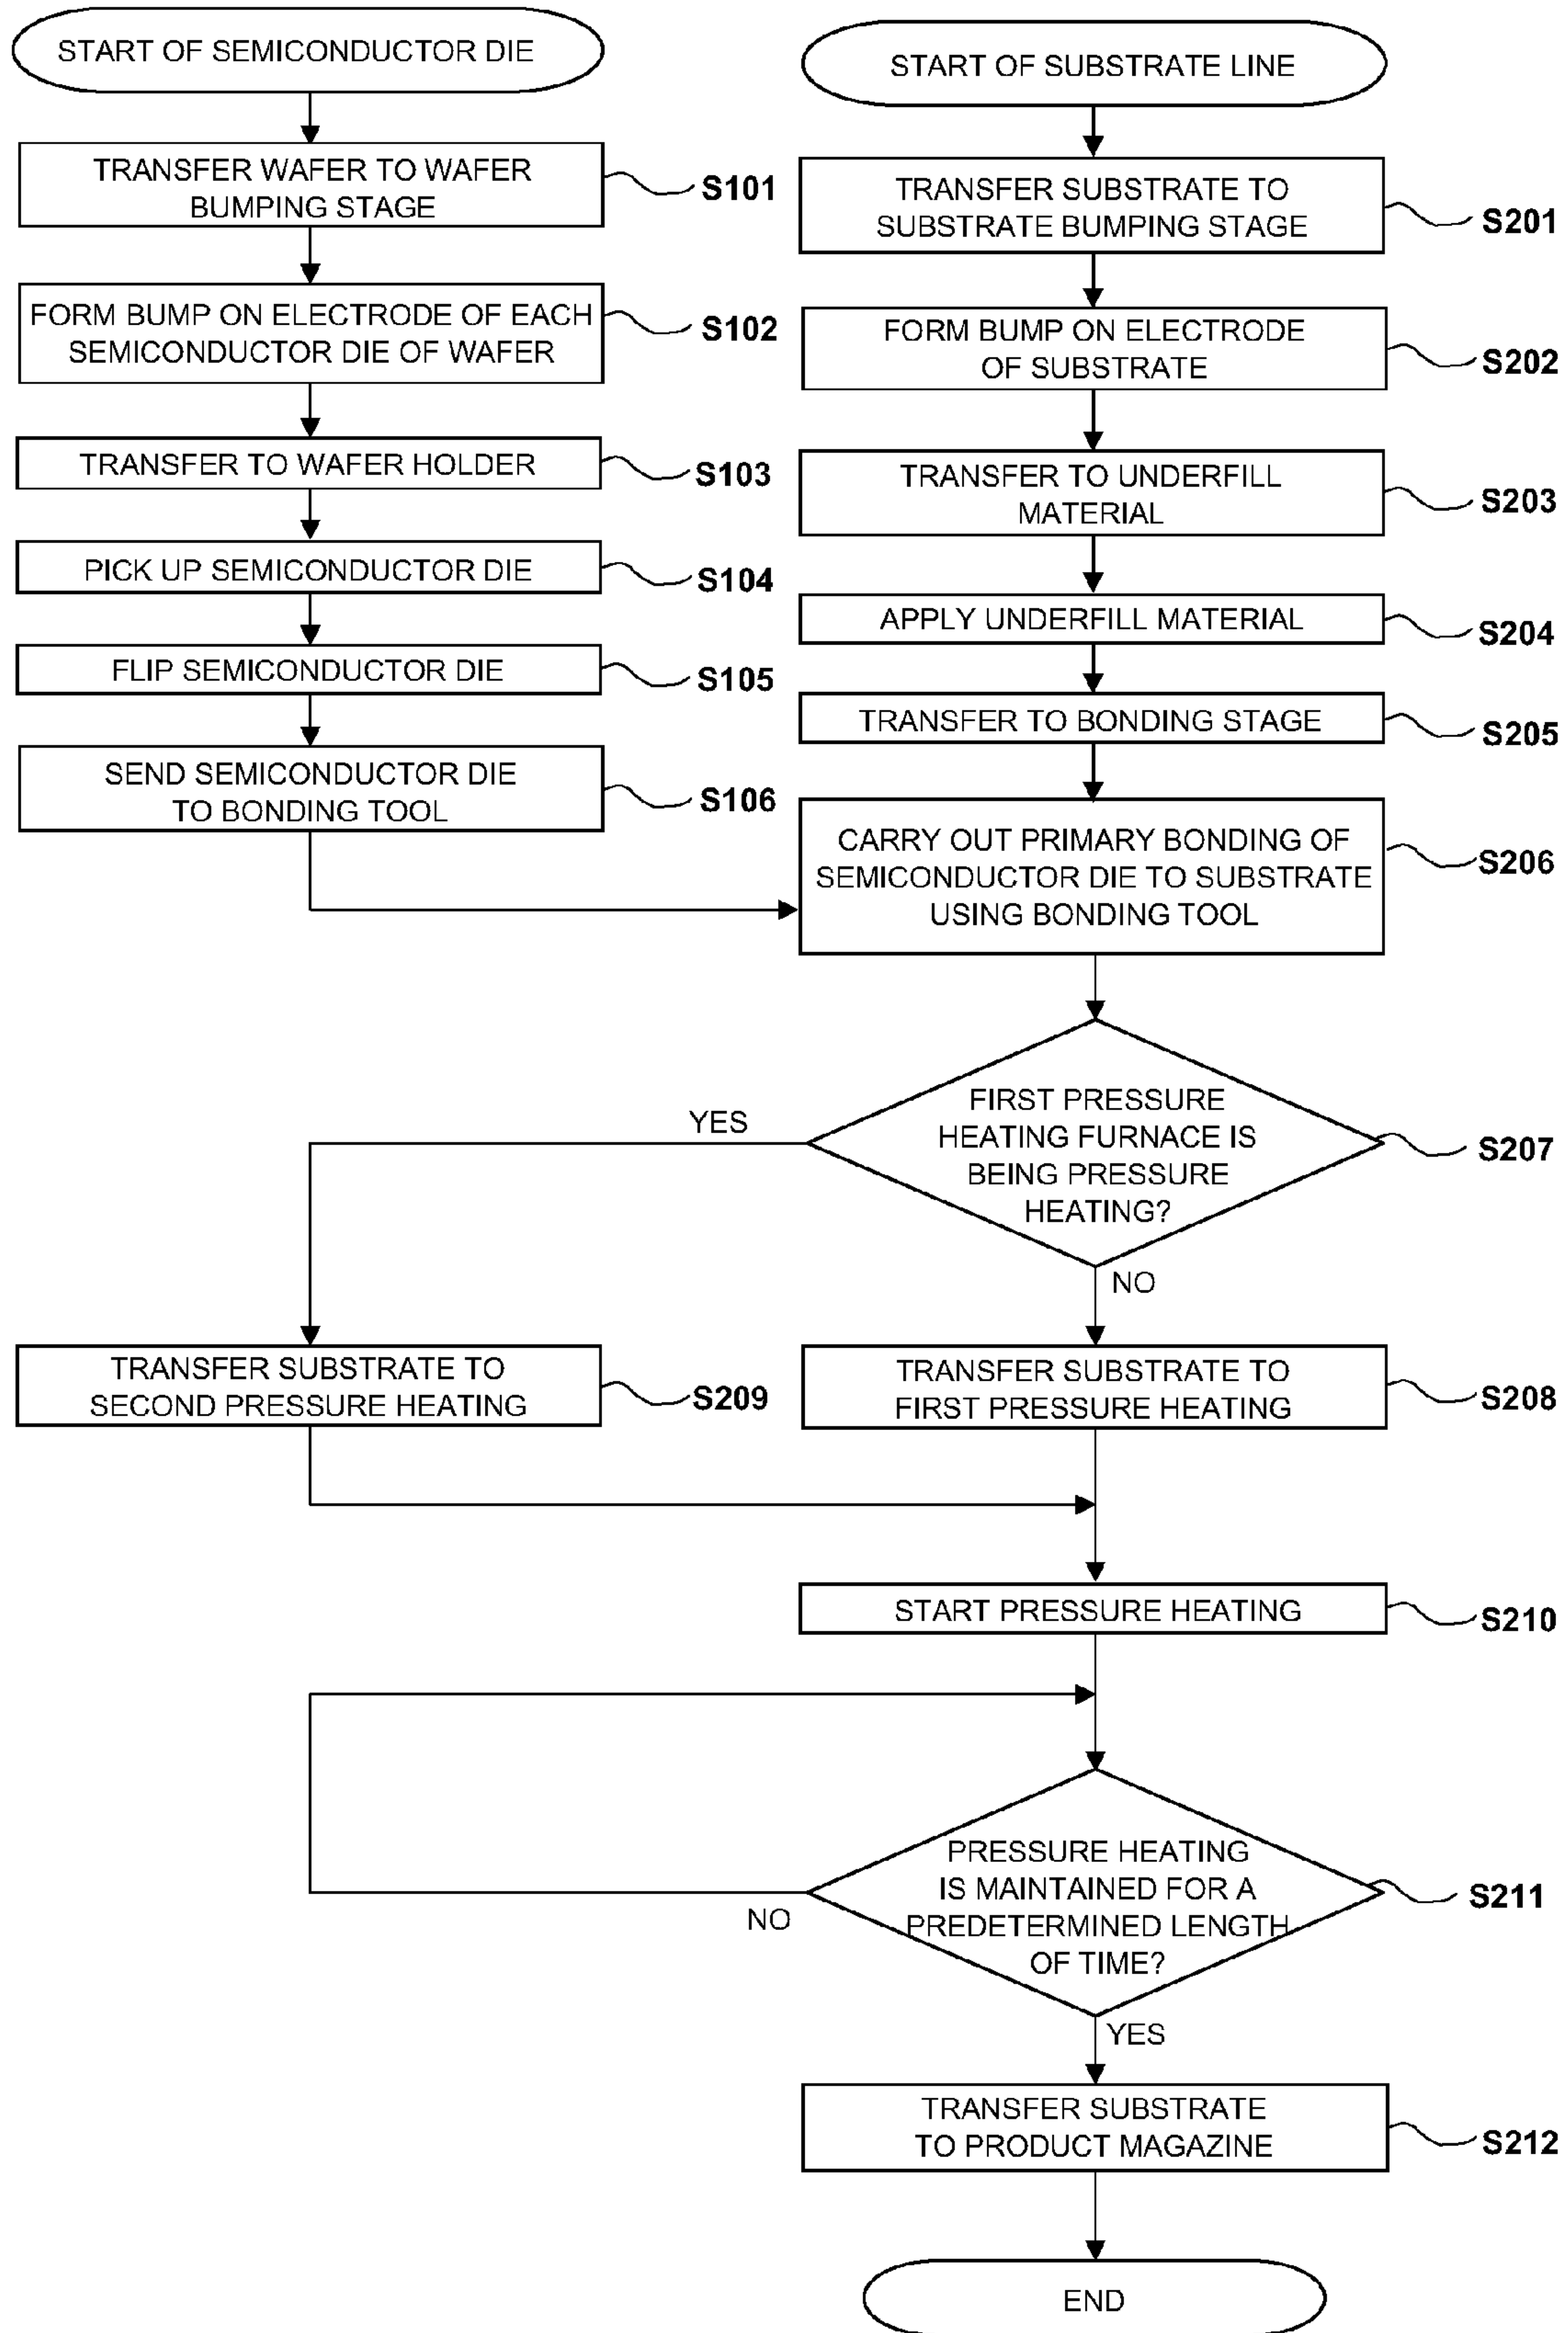 START OF SEMICONDUCTOR DIE
TRANSFER WAFER TO WAFER
BUMPING STAGE
S101
FORM BUMP ON ELECTRODE OF EACH
SEMICONDUCTOR DIE OF WAFER
S102
TRANSFER TO WAFER HOLDER
S103
PICK UP SEMICONDUCTOR DIE
S104
FLIP SEMICONDUCTOR DIE
S105
SEND SEMICONDUCTOR DIE
TO BONDING TOOL
S106
START OF SUBSTRATE LINE
TRANSFER SUBSTRATE TO
SUBSTRATE BUMPING STAGE
S201
FORM BUMP ON ELECTRODE
OF SUBSTRATE
S202
TRANSFER TO UNDERFILL
MATERIAL
S203
APPLY UNDERFILL MATERIAL
S204
TRANSFER TO BONDING STAGE
S205
CARRY OUT PRIMARY BONDING OF
SEMICONDUCTOR DIE TO SUBSTRATE
USING BONDING TOOL
S206
FIRST PRESSURE
HEATING FURNACE IS
BEING PRESSURE
HEATING?
S207
YES
NO
TRANSFER SUBSTRATE TO
SECOND PRESSURE HEATING
S209
TRANSFER SUBSTRATE TO
FIRST PRESSURE HEATING
S208
START PRESSURE HEATING
S210
PRESSURE HEATING
IS MAINTAINED FOR A
PREDETERMINED LENGTH
OF TIME?
S211
NO
YES
TRANSFER SUBSTRATE
TO PRODUCT MAGAZINE
S212
END